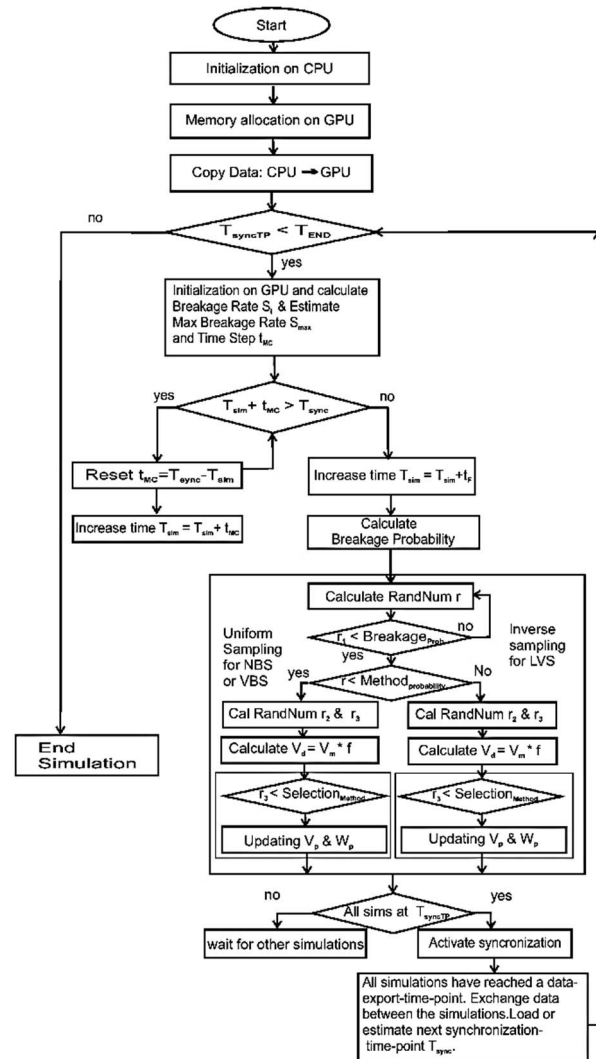 Start
Initialization on CPU
Memory allocation on GPU
Copy Data: CPU → GPU
no
T_syncTP < T_END
yes
Initialization on GPU and calculate
Breakage Rate S_i & Estimate
Max Breakage Rate S_max
and Time Step t_MC
yes
T_sim + t_MC > T_sync
no
Reset t_MC=T_sync-T_sim
Increase time T_sim = T_sim + t_MC
Increase time T_sim = T_sim+t_F
Calculate
Breakage Probability
Calculate RandNum r
no
r_1 < Breakage_Prob
yes
Uniform
Sampling
for NBS
or VBS
Inverse
sampling
for LVS
yes
r < Method_probability
No
Cal RandNum r_2 & r_3
Cal RandNum r_2 & r_3
Calculate V_d = V_m * f
Calculate V_d = V_m * f
End
Simulation
r_3 < Selection_Method
r_3 < Selection_Method
Updating V_p & W_p
Updating V_p & W_p
no
All sims at T_syncTP
yes
wait for other simulations
Activate syncronization
All simulations have reached a data-
export-time-point. Exchange data
between the simulations.Load or
estimate next synchronization-
time-point T_sync.